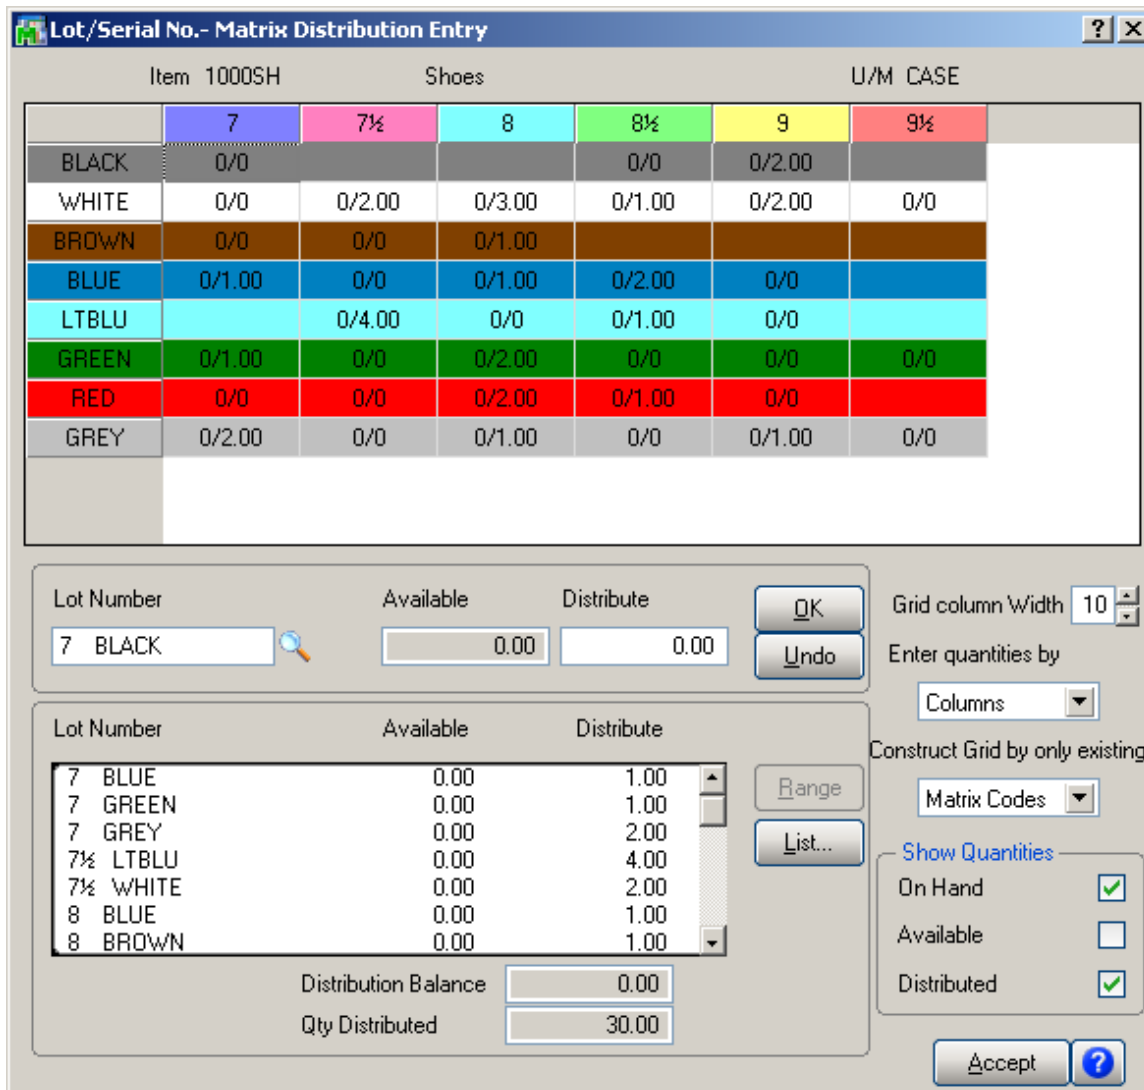 Lot/Serial No.- Matrix Distribution Entry ? X
Item 1000SH Shoes U/M CASE
7 7½ 8 8½ 9 9½
BLACK 0/0 0/0 0/2.00
WHITE 0/0 0/2.00 0/3.00 0/1.00 0/2.00 0/0
BROWN 0/0 0/0 0/1.00
BLUE 0/1.00 0/0 0/1.00 0/2.00 0/0
LTBLU 0/4.00 0/0 0/1.00 0/0
GREEN 0/1.00 0/0 0/2.00 0/0 0/0 0/0
RED 0/0 0/0 0/2.00 0/1.00 0/0
GREY 0/2.00 0/0 0/1.00 0/0 0/1.00 0/0
Lot Number Available Distribute
7 BLACK 0.00 0.00
OK
Undo
Grid column Width 10
Enter quantities by
Columns
Construct Grid by only existing
Matrix Codes
Lot Number Available Distribute
7 BLUE 0.00 1.00
7 GREEN 0.00 1.00
7 GREY 0.00 2.00
7½ LTBLU 0.00 4.00
7½ WHITE 0.00 2.00
8 BLUE 0.00 1.00
8 BROWN 0.00 1.00
Range
List...
Show Quantities
On Hand
Available
Distributed
Distribution Balance 0.00
Qty Distributed 30.00
Accept ?